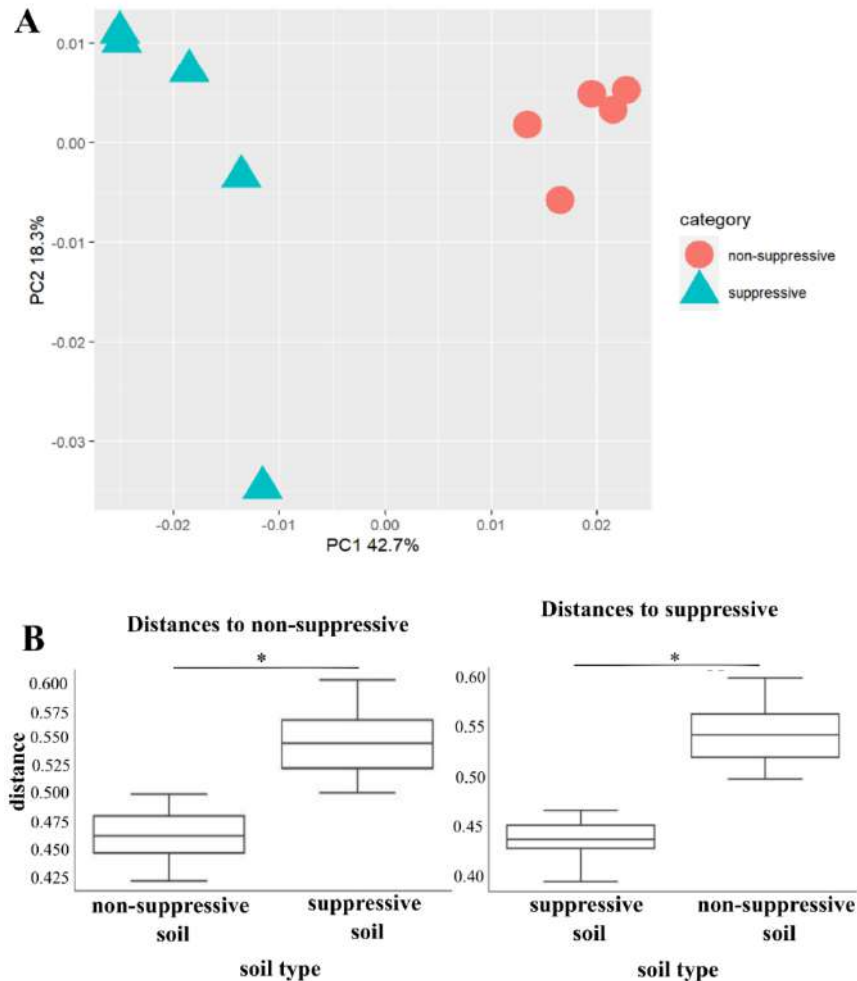 A
0.01
0.00
-0.01
-0.02
-0.03
PC2 18.3%
-0.02
-0.01
0.00
0.01
0.02
PC1 42.7%
category
non-suppressive
suppressive
B
Distances to non-suppressive
*
0.600
0.575
0.550
0.525
0.500
0.475
0.450
0.425
distance
non-suppressive
soil
suppressive
soil
soil type
Distances to suppressive
*
0.60
0.55
0.50
0.45
0.40
suppressive
soil
non-suppressive
soil
soil type